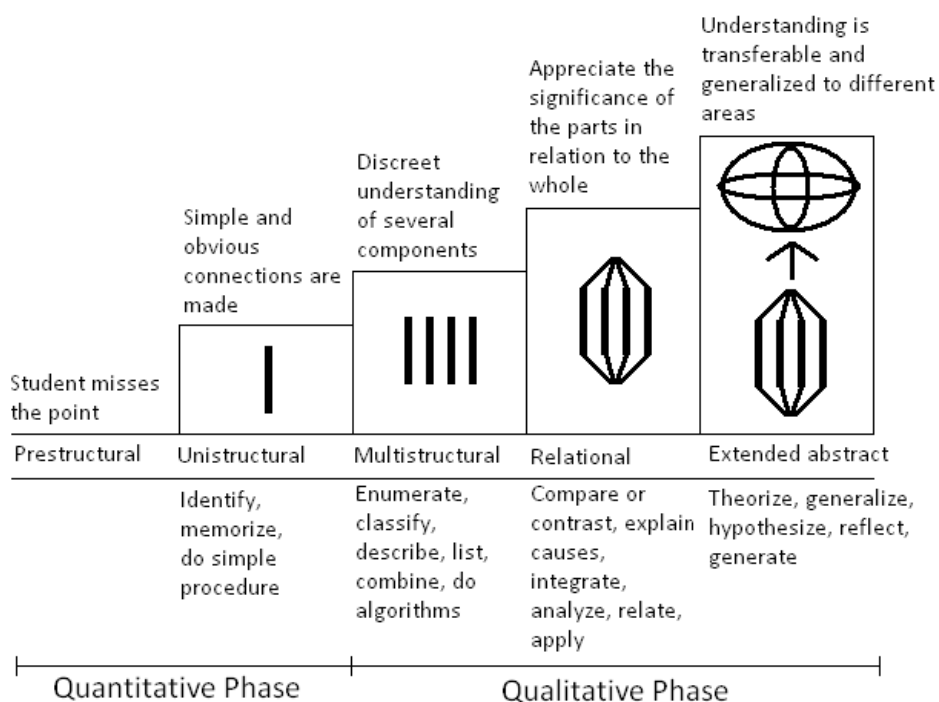 Understanding is
transferable and
generalized to different
areas
Appreciate the
significance of
the parts in
relation to the
whole
Discreet
understanding
of several
components
Simple and
obvious
connections are
made
Student misses
the point
Prestructural
Unistructural
Multistructural
Relational
Extended abstract
Identify,
memorize,
do simple
procedure
Enumerate,
classify,
describe, list,
combine, do
algorithms
Compare or
contrast, explain
causes,
integrate,
analyze, relate,
apply
Theorize, generalize,
hypothesize, reflect,
generate
Quantitative Phase
Qualitative Phase